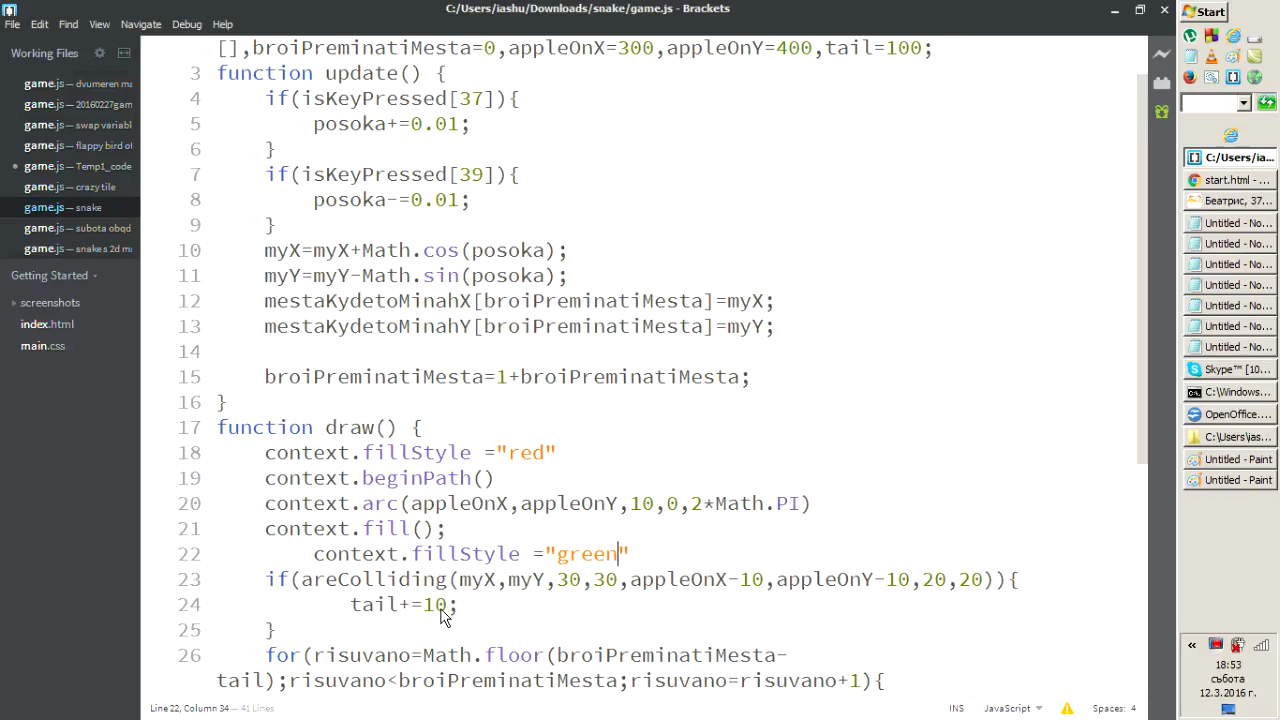 C:/Users/iashu/Downloads/snake/game.js - Brackets
Start
File Edit Find View Navigate Debug Help
Working Files
game.js — dvumeren ma
game.js — 20160227gam
game.js — swap variabl
game.js — flappy bird ot
game.js — Temp1_code
game.js — crazy tile
game.js — snake
game.js — subota obqd
game.js — snake s 2d ma
Getting Started
screenshots
index.html
main.css
[],broiPreminatiMesta=0,appleOnX=300,appleOnY=400,tail=100;
3 function update() {
4 if(isKeyPressed[37]){
5 posoka+=0.01;
6 }
7 if(isKeyPressed[39]){
8 posoka-=0.01;
9 }
10 myX=myX+Math.cos(posoka);
11 myY=myY-Math.sin(posoka);
12 mestaKydetoMinahX[broiPreminatiMesta]=myX;
13 mestaKydetoMinahY[broiPreminatiMesta]=myY;
14
15 broiPreminatiMesta=1+broiPreminatiMesta;
16 }
17 function draw() {
18 context.fillStyle ="red"
19 context.beginPath()
20 context.arc(appleOnX,appleOnY,10,0,2*Math.PI)
21 context.fill();
22 context.fillStyle ="green"
23 if(areColliding(myX,myY,30,30,appleOnX-10,appleOnY-10,20,20)){
24 tail+=10;
25 }
26 for(risuvano=Math.floor(broiPreminatiMesta-
tail);risuvano<broiPreminatiMesta;risuvano=risuvano+1){
Line 22, Column 34 — 41 Lines
INS JavaScript Spaces: 4
C:/Users/ia...
start.html - ...
Беатрис, 37...
Untitled - No...
Untitled - No...
Untitled - No...
Untitled - No...
Untitled - No...
Untitled - No...
Untitled - No...
Skype™ [10...
C:\Windows...
OpenOffice....
C:\Users\ias...
Untitled - Paint
Untitled - Paint
18:53
събота
12.3.2016 г.